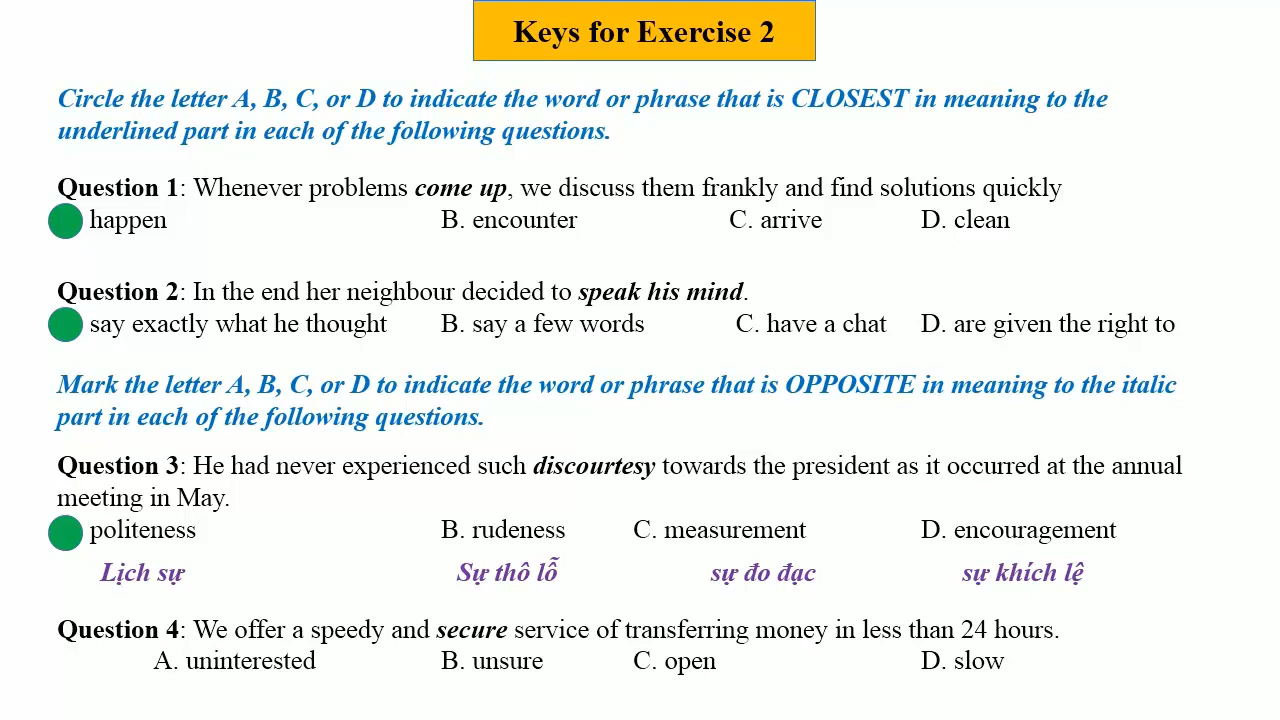 Keys for Exercise 2
Circle the letter A, B, C, or D to indicate the word or phrase that is CLOSEST in meaning to the
underlined part in each of the following questions.
Question 1: Whenever problems come up, we discuss them frankly and find solutions quickly
happen B. encounter C. arrive D. clean
Question 2: In the end her neighbour decided to speak his mind.
say exactly what he thought B. say a few words C. have a chat D. are given the right to
Mark the letter A, B, C, or D to indicate the word or phrase that is OPPOSITE in meaning to the italic
part in each of the following questions.
Question 3: He had never experienced such discourtesy towards the president as it occurred at the annual
meeting in May.
politeness B. rudeness C. measurement D. encouragement
Lịch sự Sự thô lỗ sự đo đạc sự khích lệ
Question 4: We offer a speedy and secure service of transferring money in less than 24 hours.
A. uninterested B. unsure C. open D. slow